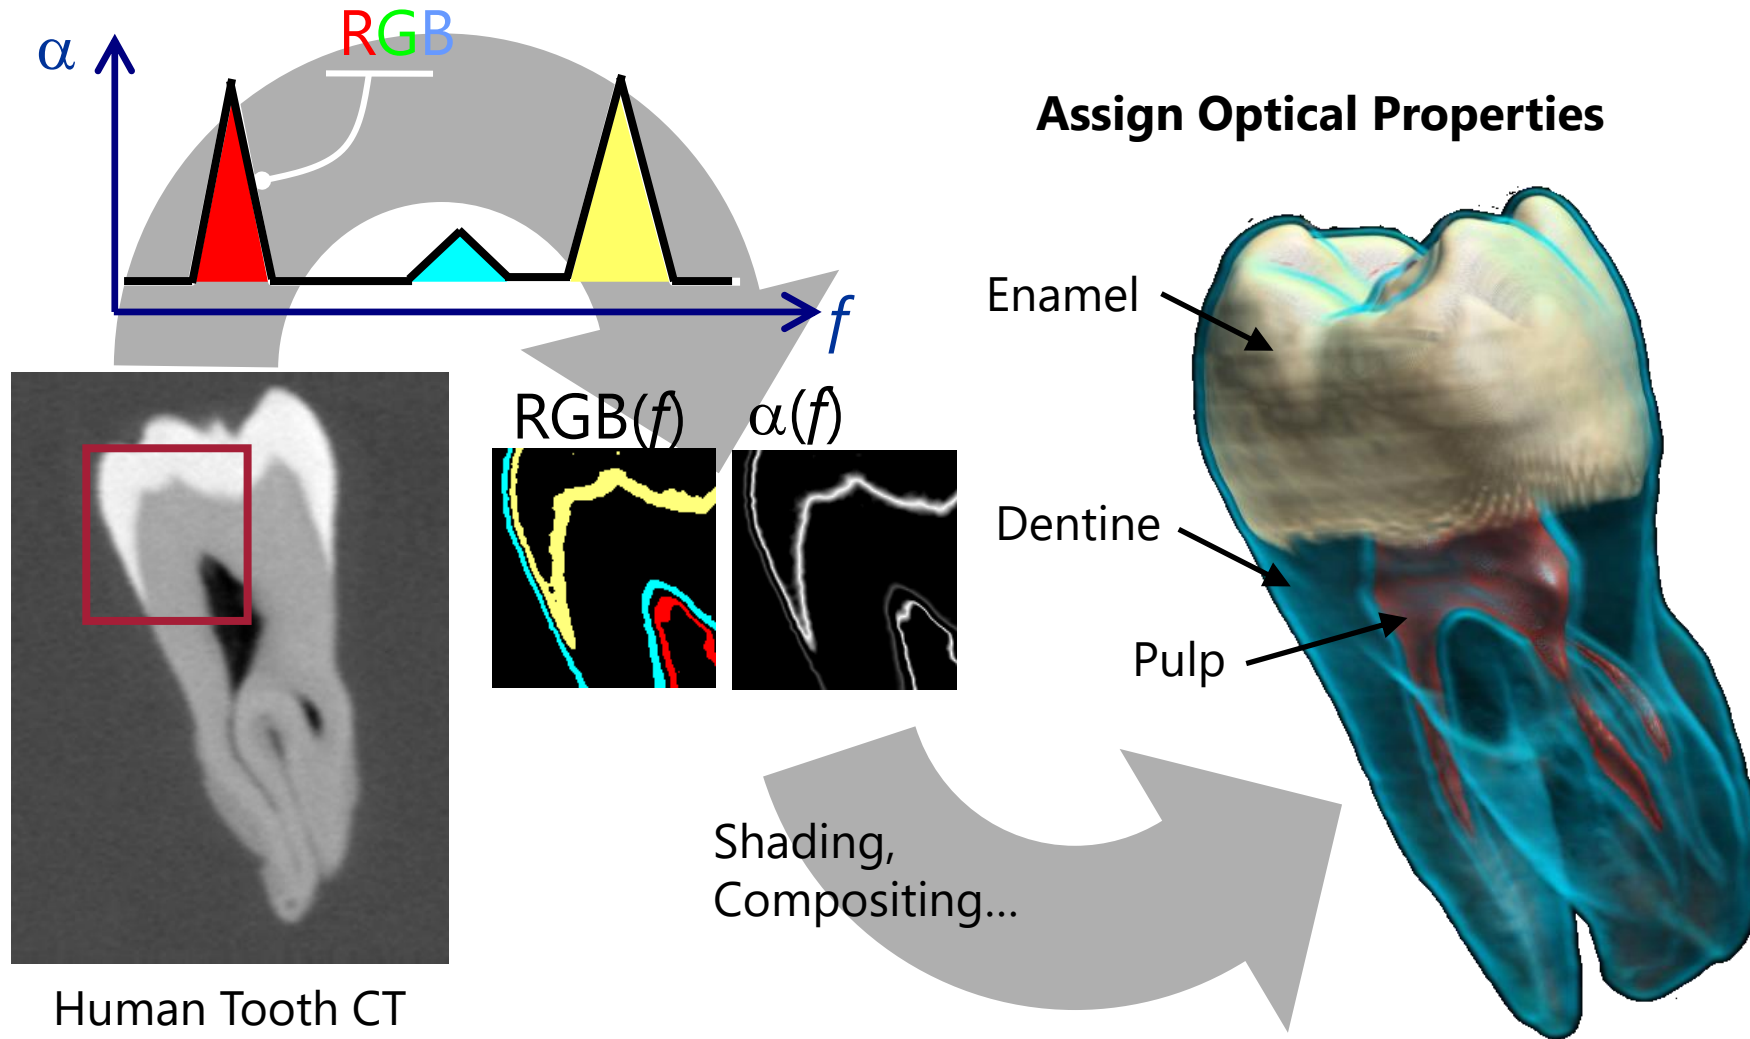 α
RGB
f
Assign Optical Properties
Enamel
RGB(f)
α(f)
Dentine
Pulp
Shading,
Compositing...
Human Tooth CT